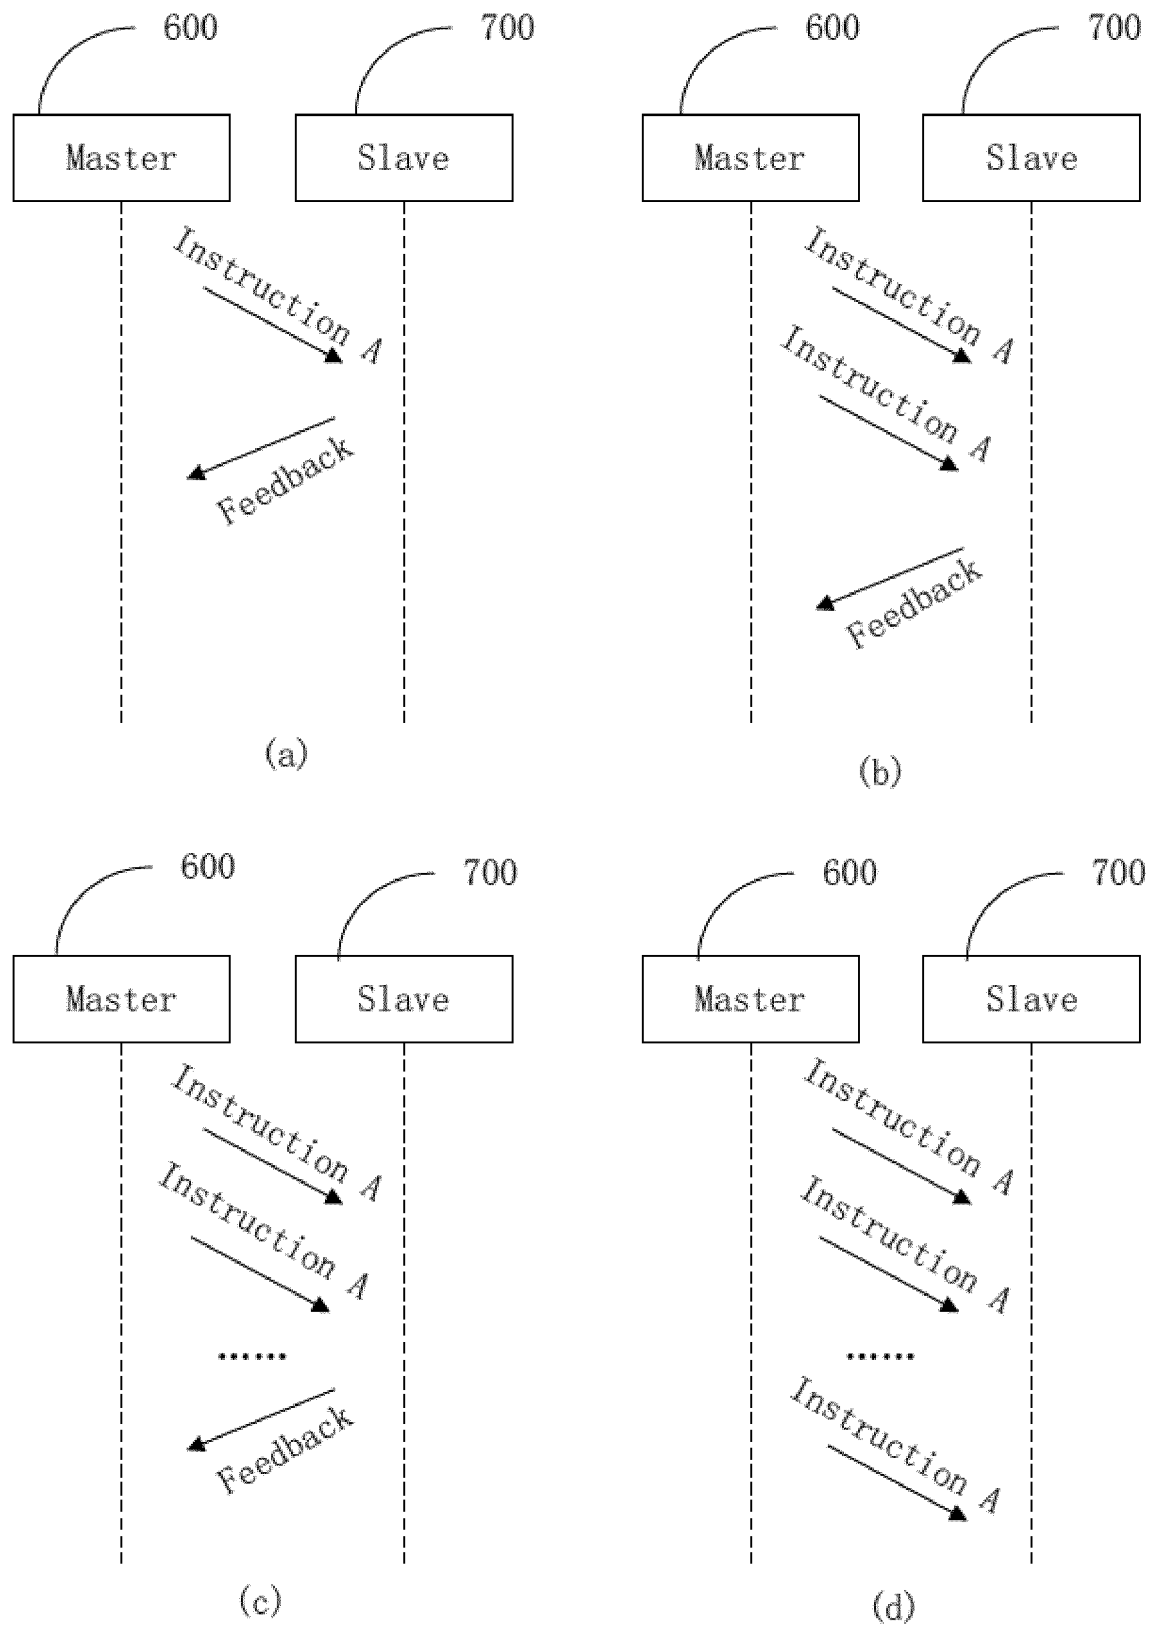 600 700 600 700
Master Slave Master Slave
Instruction A Instruction A
Instruction A
Feedback
Feedback
(a)
(b)
600 700 600 700
Master Slave Master Slave
Instruction A Instruction A
Instruction A Instruction A
...... ......
Feedback Instruction A
(c) (d)